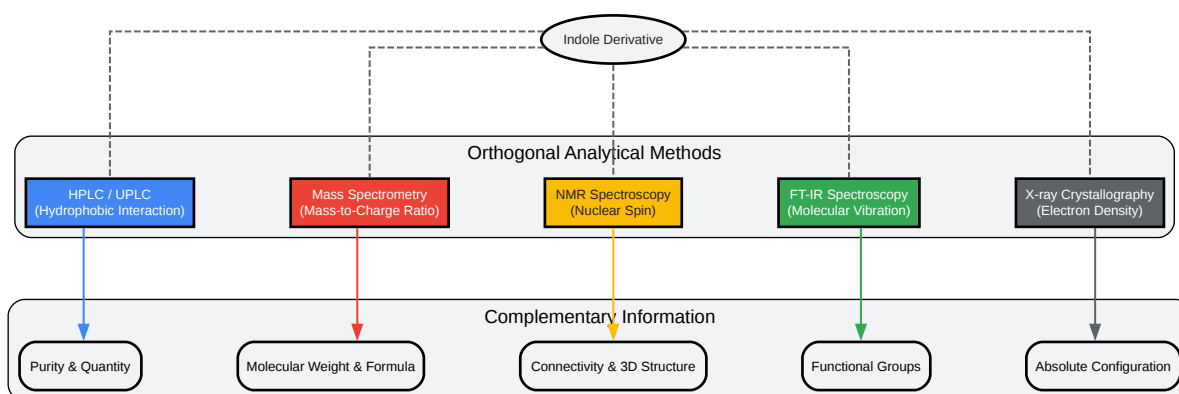 Indole Derivative
Orthogonal Analytical Methods
HPLC / UPLC
(Hydrophobic Interaction)
Mass Spectrometry
(Mass-to-Charge Ratio)
NMR Spectroscopy
(Nuclear Spin)
FT-IR Spectroscopy
(Molecular Vibration)
X-ray Crystallography
(Electron Density)
Complementary Information
Purity & Quantity
Molecular Weight & Formula
Connectivity & 3D Structure
Functional Groups
Absolute Configuration